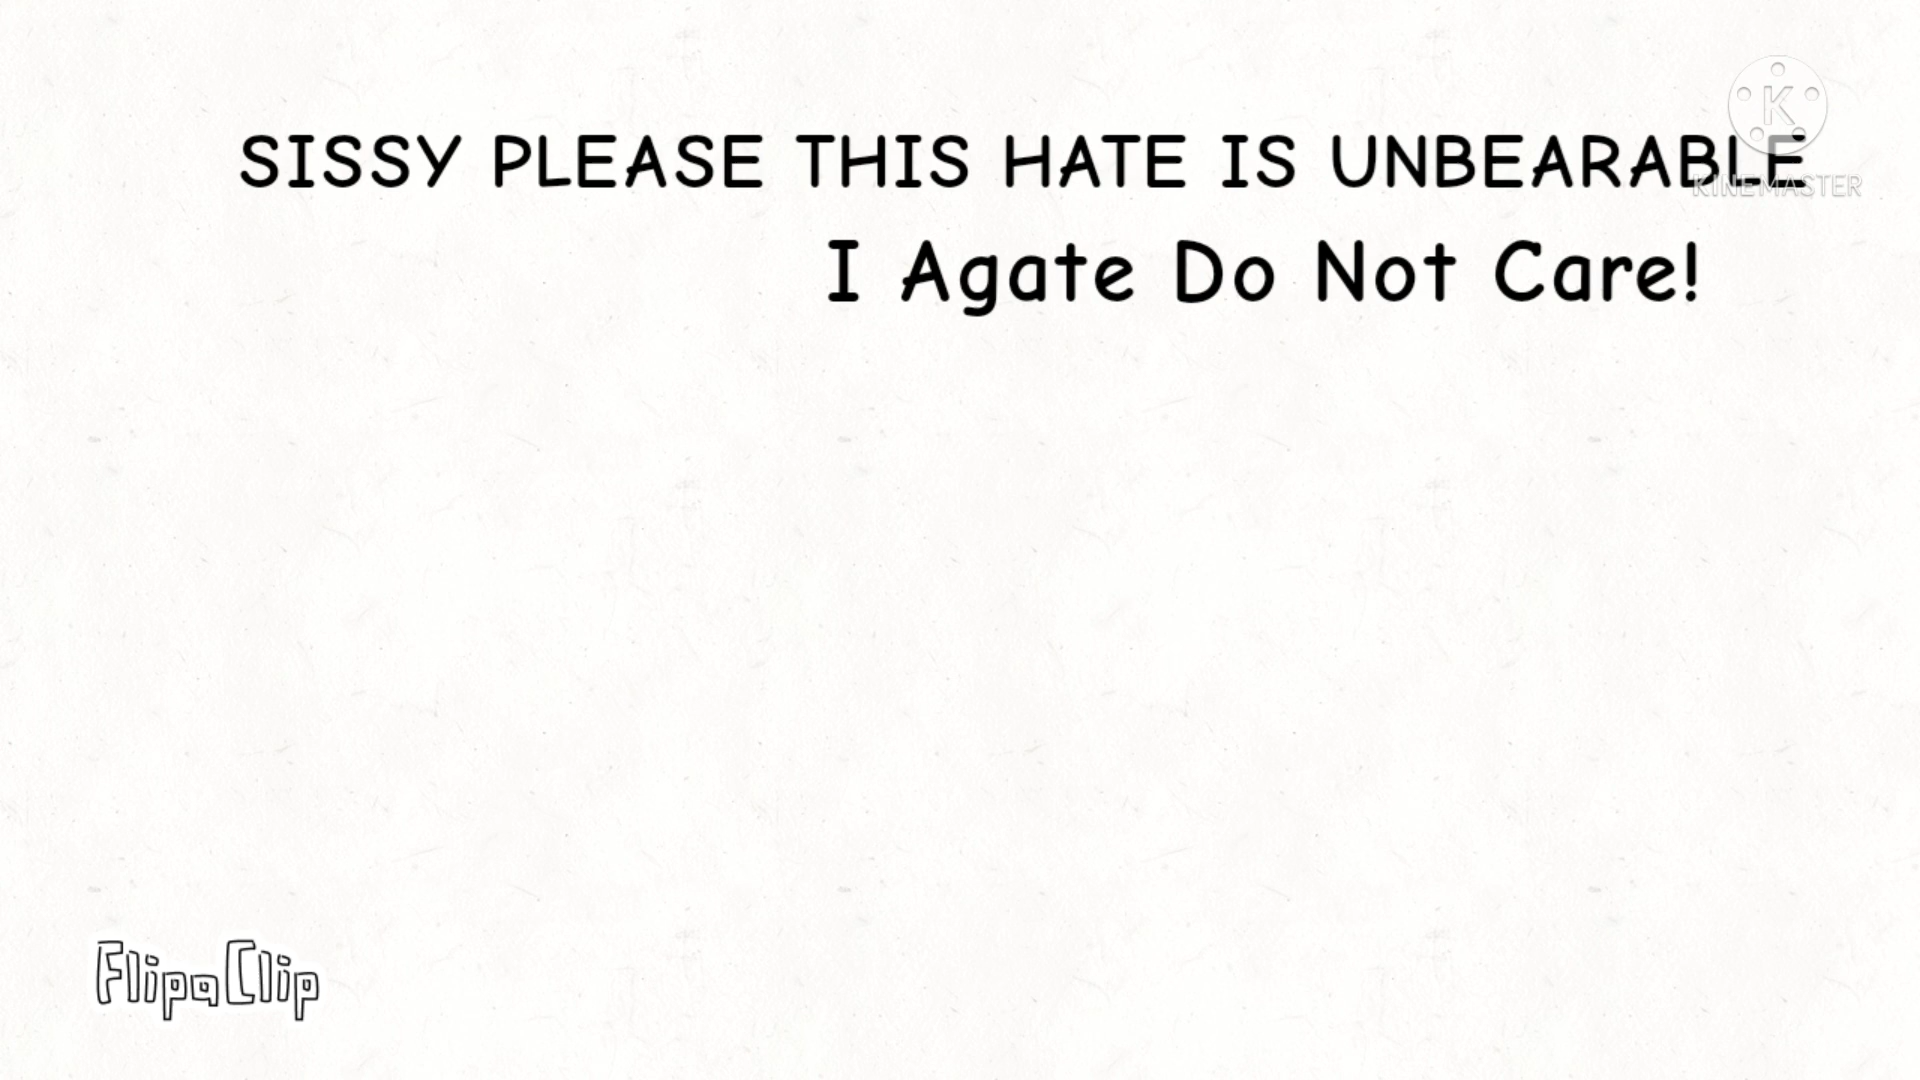 SISSY PLEASE THIS HATE IS UNBEARABLE
K
KINEMASTER
I Agate Do Not Care!
FlipaClip